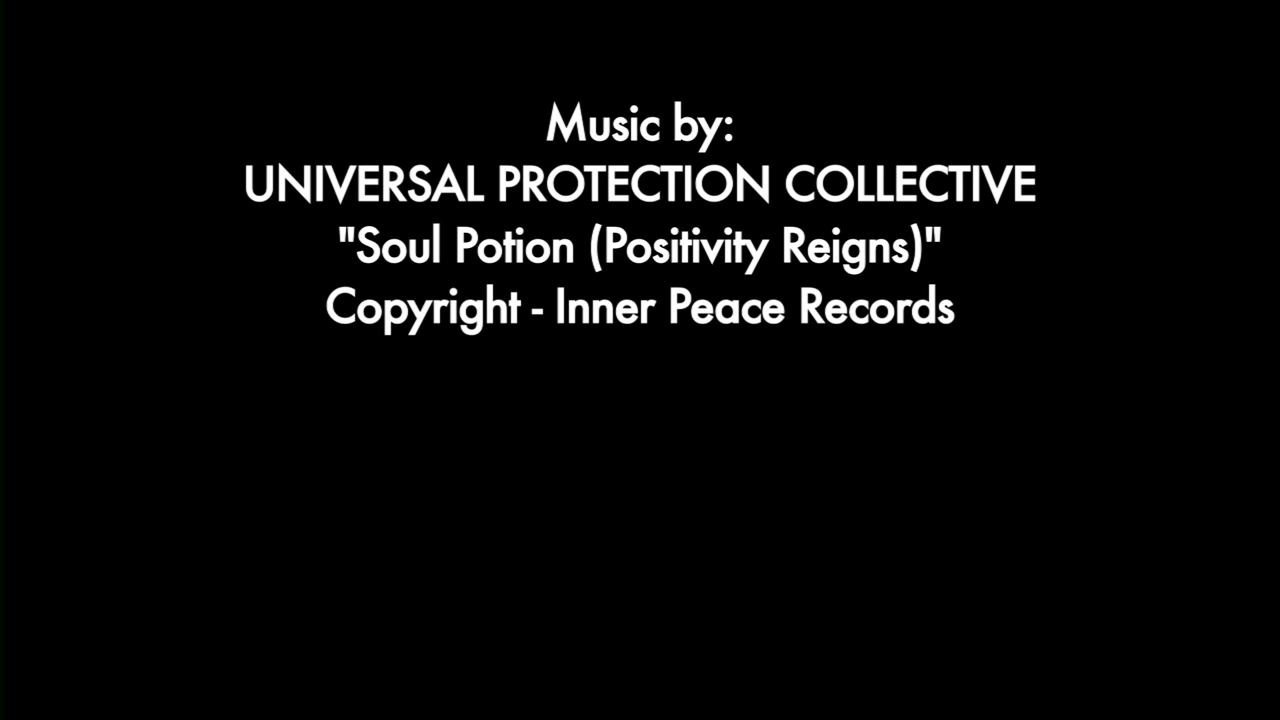 Music by:
UNIVERSAL PROTECTION COLLECTIVE
"Soul Potion (Positivity Reigns)"
Copyright - Inner Peace Records